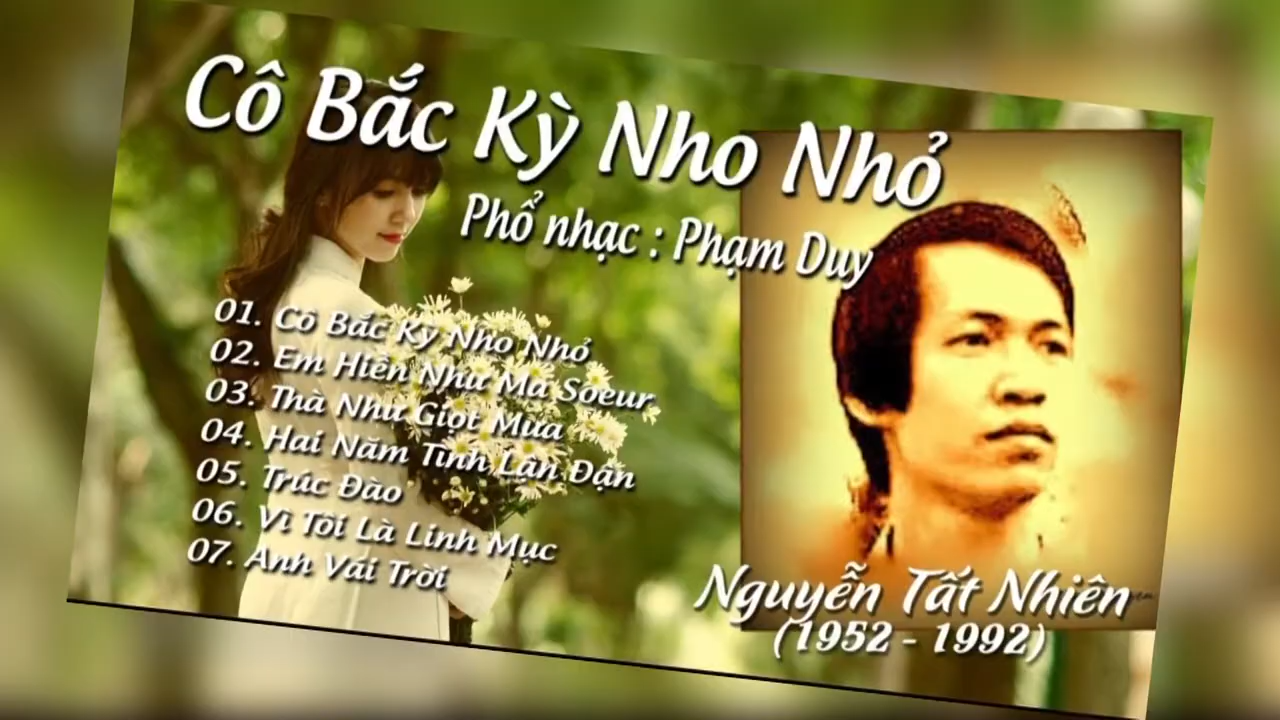 Cô Bắc Kỳ Nho Nhỏ
Phổ nhạc : Phạm Duy
01. Cô Bắc Kỳ Nho Nhỏ
02. Em Hiền Như Ma Soeur
03. Thà Như Giọt Mưa
04. Hai Năm Tình Lận Đận
05. Trúc Đào
06. Vì Tôi Là Linh Mục
07. Anh Vái Trời
Nguyễn Tất Nhiên
(1952 - 1992)